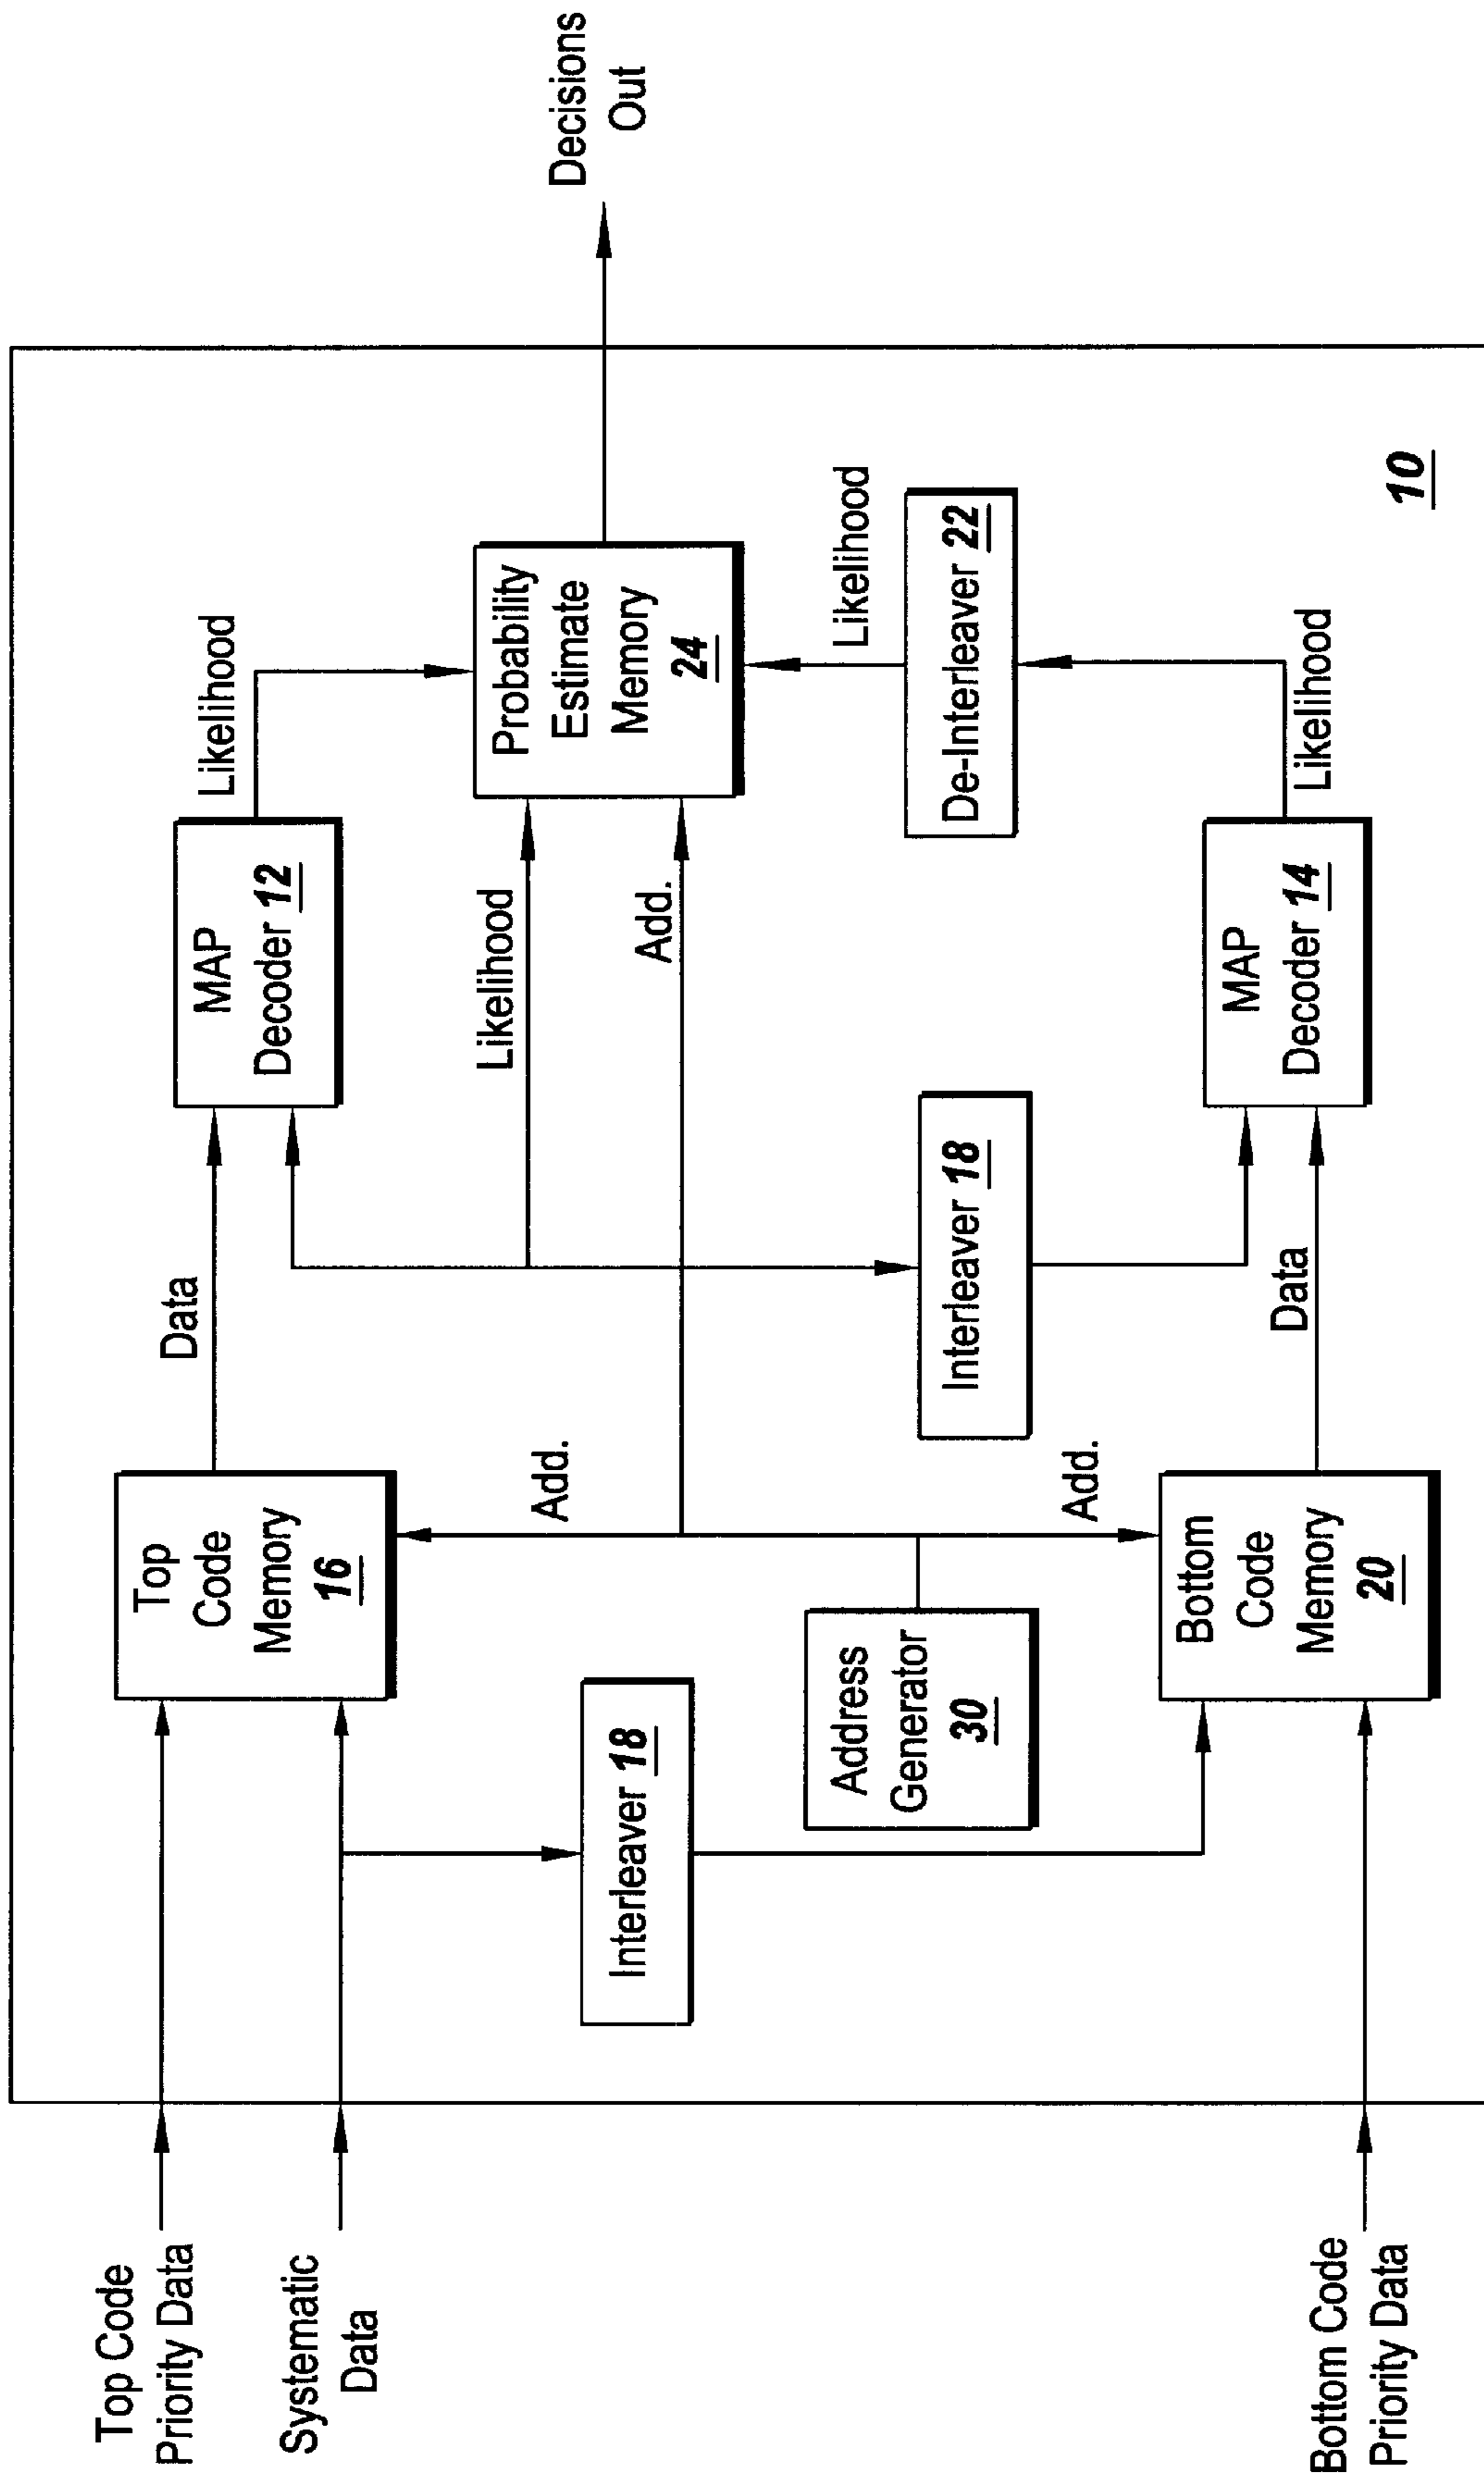 Top Code
Priority Data
Systematic
Data
Bottom Code
Priority Data
Top
Code
Memory
16
Interleaver 18
Address
Generator
30
Bottom
Code
Memory
20
Add.
Add.
Data
Data
Interleaver 18
MAP
Decoder 12
Likelihood
Add.
MAP
Decoder 14
Likelihood
Probability
Estimate
Memory
24
Likelihood
De-Interleaver 22
Likelihood
10
Decisions
Out